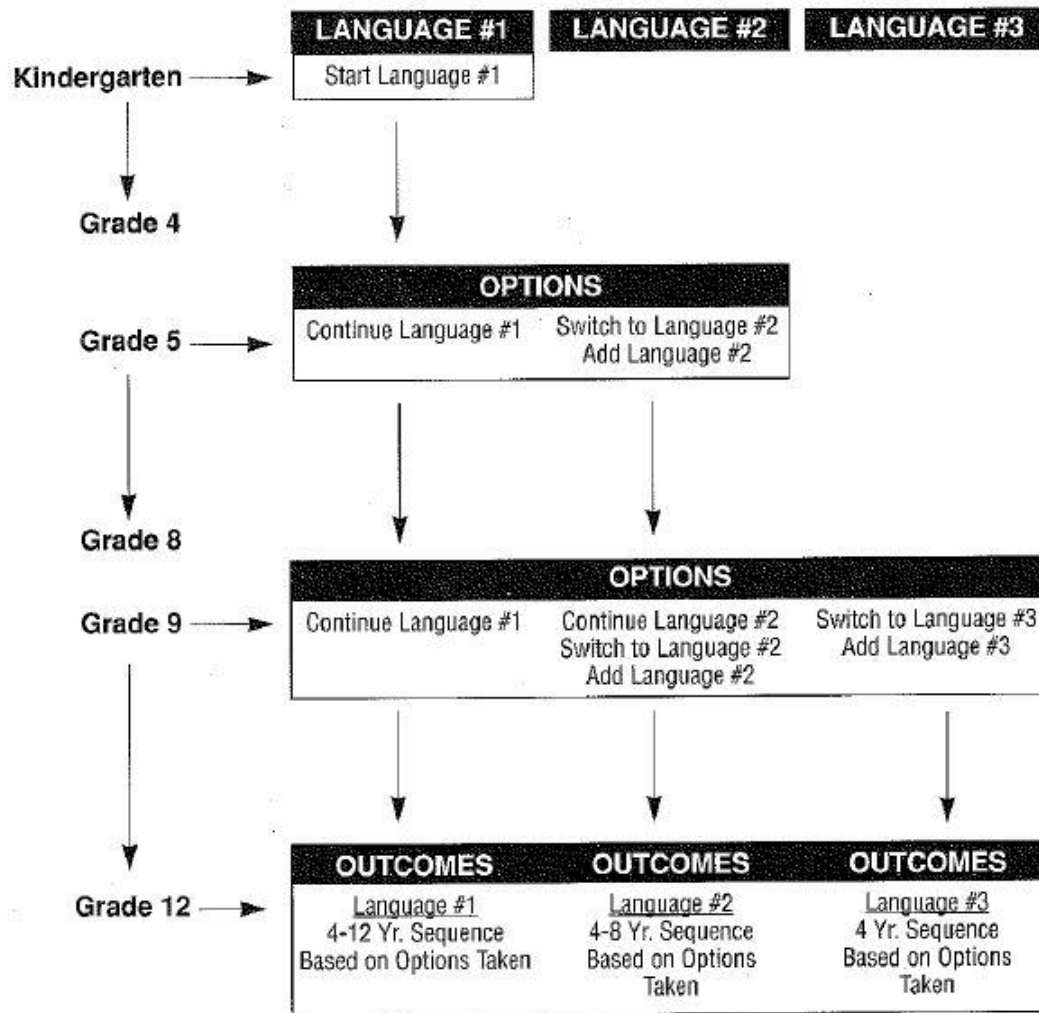 LANGUAGE #1 LANGUAGE #2 LANGUAGE #3
Kindergarten
Start Language #1
Grade 4
OPTIONS
Grade 5
Continue Language #1
Switch to Language #2
Add Language #2
Grade 8
OPTIONS
Grade 9
Continue Language #1
Continue Language #2
Switch to Language #2
Add Language #2
Switch to Language #3
Add Language #3
Grade 12
OUTCOMES
Language #1
4-12 Yr. Sequence
Based on Options Taken
OUTCOMES
Language #2
4-8 Yr. Sequence
Based on Options
Taken
OUTCOMES
Language #3
4 Yr. Sequence
Based on Options
Taken